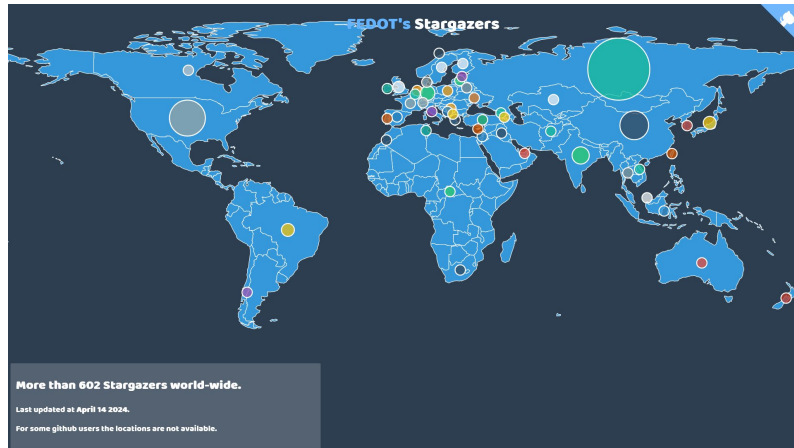 FEDOT's Stargazers
More than 602 Stargazers world-wide.
Last updated at April 14 2024.
For some github users the locations are not available.